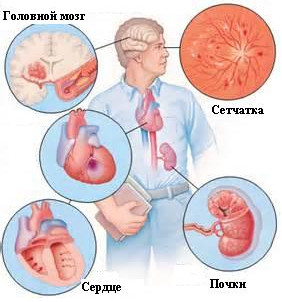 Головной мозг
Сетчатка
Сердце
Почки